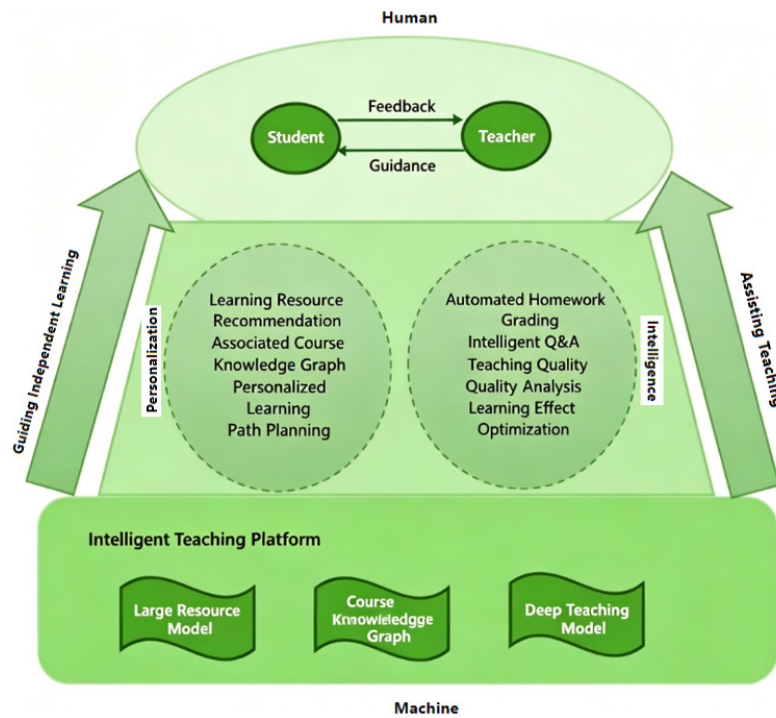 Human
Feedback
Student
Teacher
Guidance
Guiding Independent Learning
Personalization
Learning Resource
Recommendation
Associated Course
Knowledge Graph
Personalized
Learning
Path Planning
Automated Homework
Grading
Intelligent Q&A
Teaching Quality
Quality Analysis
Learning Effect
Optimization
Intelligence
Assisting Teaching
Intelligent Teaching Platform
Large Resource
Model
Course
Graph
Deep Teaching
Model
Machine